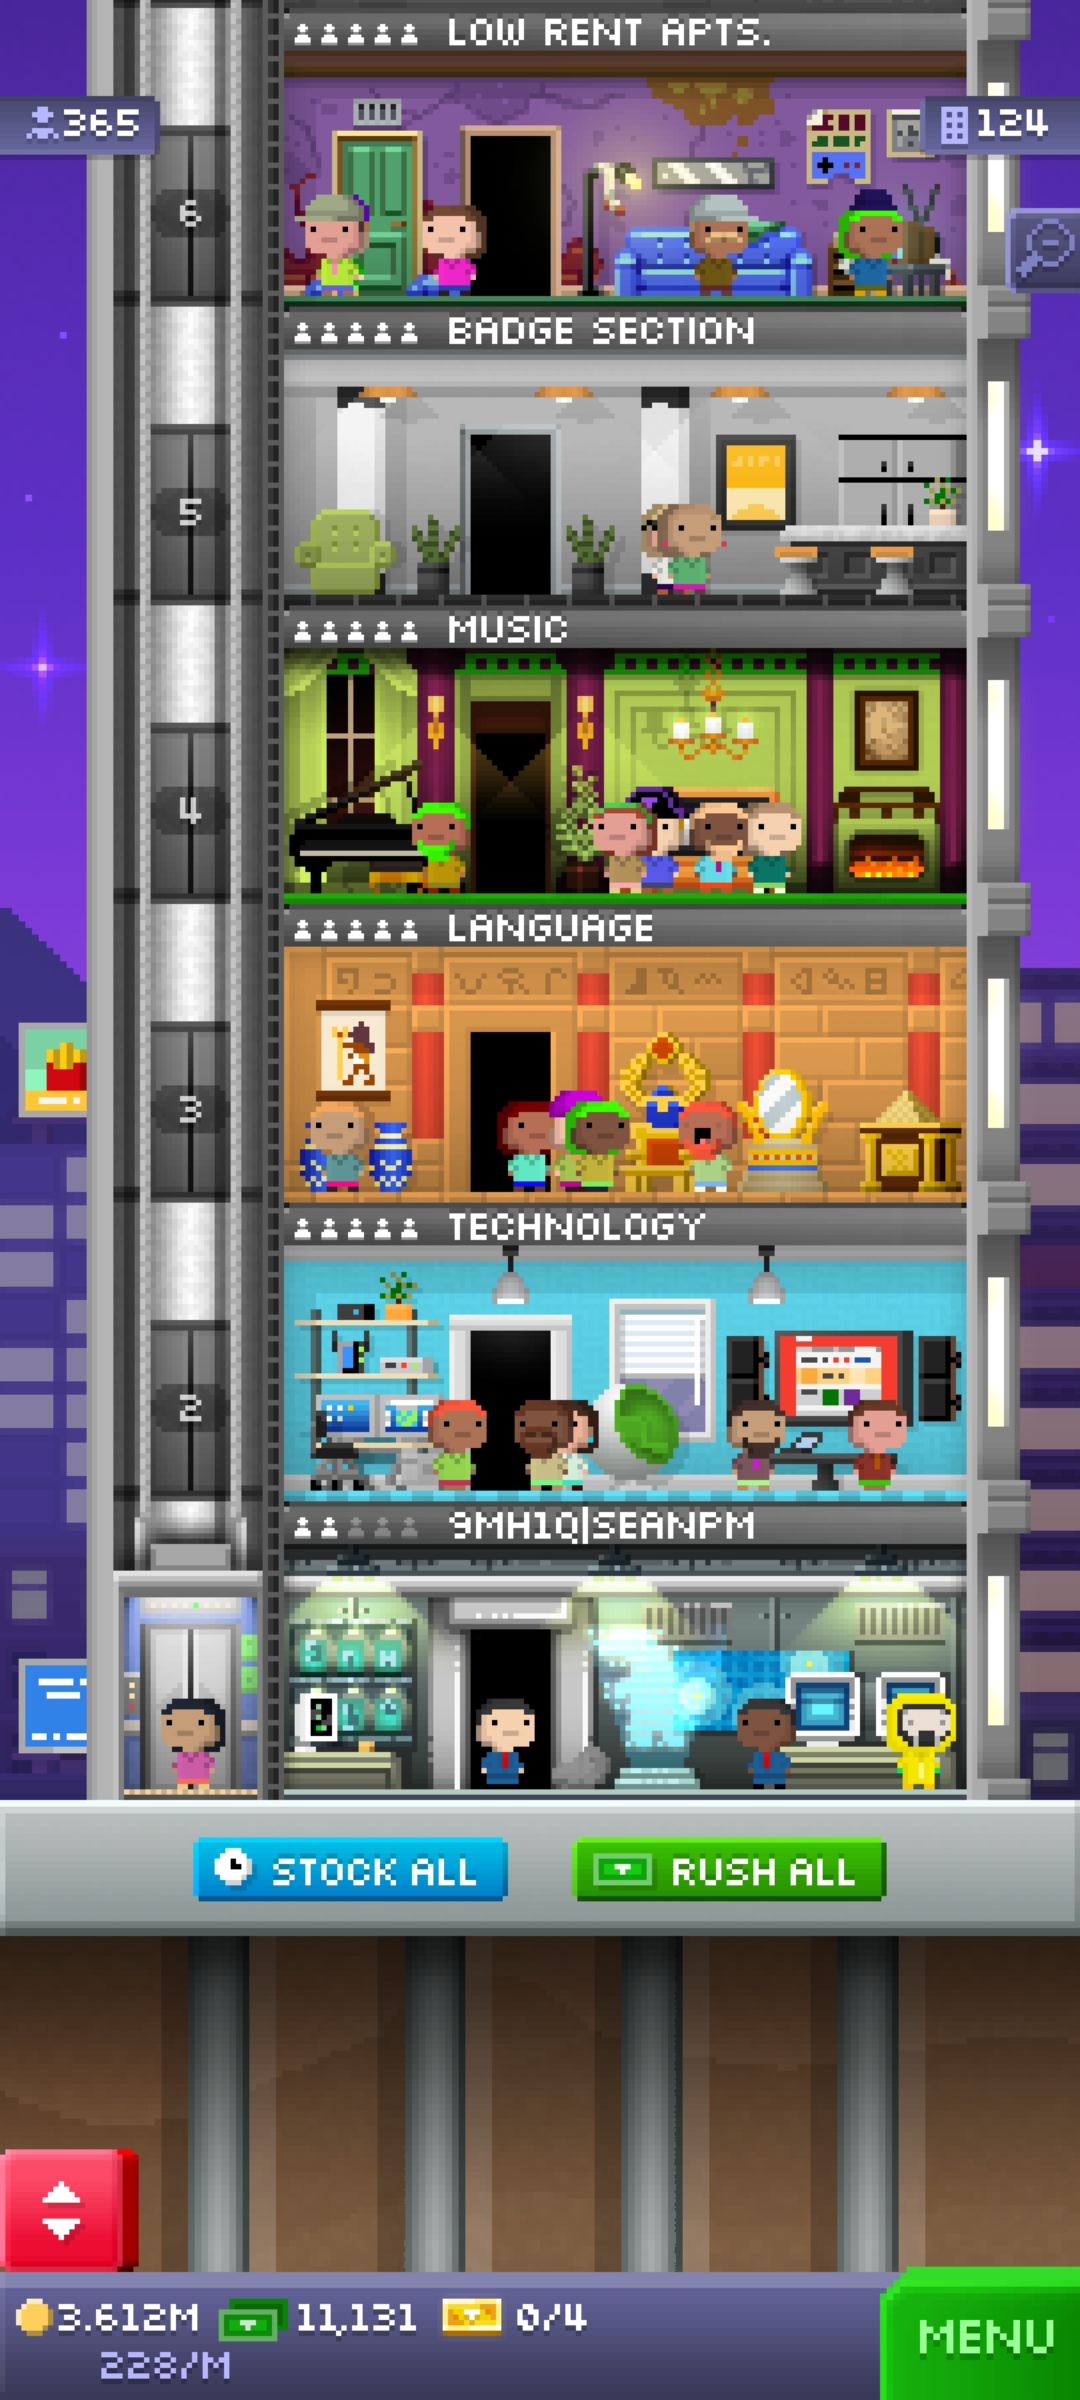 LOW RENT APTS.
365
124
6
BADGE SECTION
5
MUSIC
4
LANGUAGE
3
TECHNOLOGY
2
9MH1Q|SEANPM
STOCK ALL
RUSH ALL
3.612M
11,131
0/4
228/M
MENU